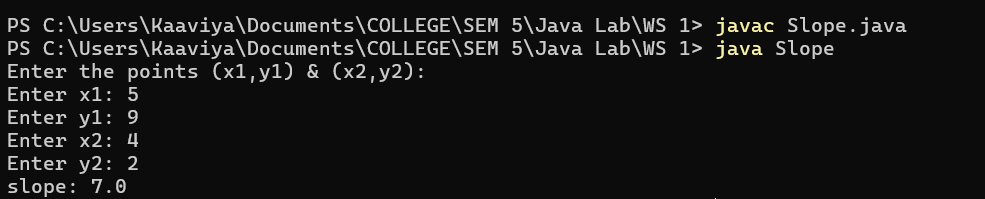 PS C:\Users\Kaaviya\Documents\COLLEGE\SEM 5\Java Lab\WS 1> javac Slope.java
PS C:\Users\Kaaviya\Documents\COLLEGE\SEM 5\Java Lab\WS 1> java Slope
Enter the points (x1,y1) & (x2,y2):
Enter x1: 5
Enter y1: 9
Enter x2: 4
Enter y2: 2
slope: 7.0